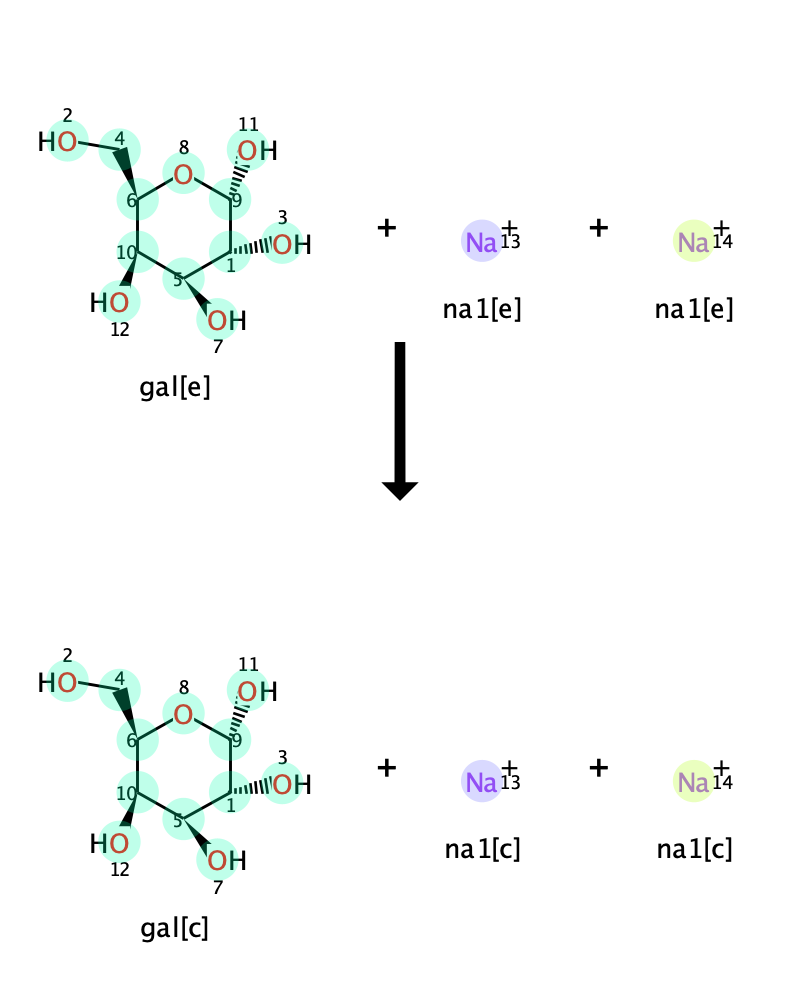 2
HO
4
8
O
11
OH
6
9
3
OH
10
1
5
HO
12
OH
7
gal[e]
+
Na+
13
na1[e]
+
Na+
14
na1[e]
2
HO
4
8
O
11
OH
6
9
3
OH
10
1
5
HO
12
OH
7
gal[c]
+
Na+
13
na1[c]
+
Na+
14
na1[c]